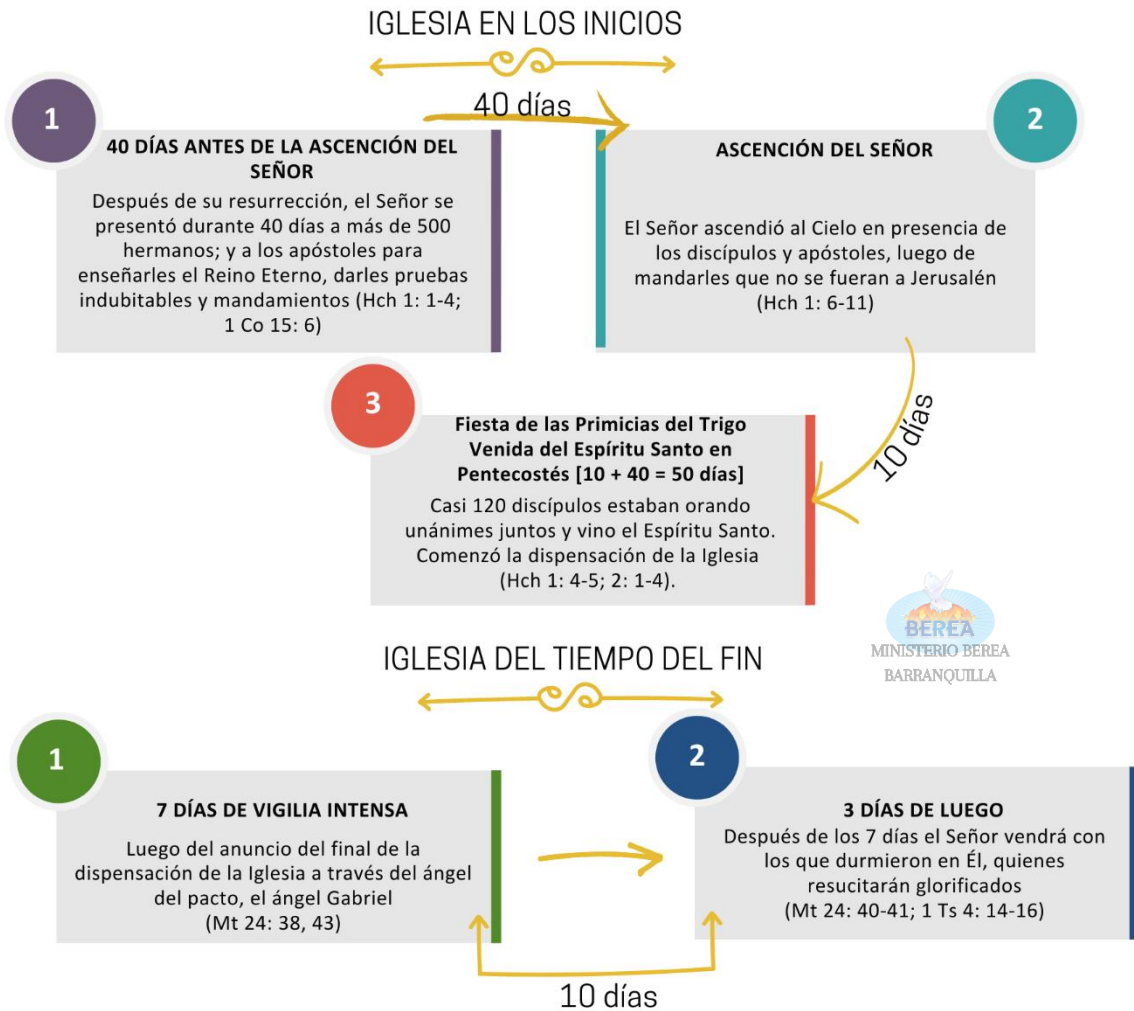 IGLESIA EN LOS INICIOS
40 días
1
40 DÍAS ANTES DE LA ASCENCIÓN DEL
SEÑOR
Después de su resurrección, el Señor se
presentó durante 40 días a más de 500
hermanos; y a los apóstoles para
enseñarles el Reino Eterno, darles pruebas
indubitables y mandamientos (Hch 1: 1-4;
1 Co 15: 6)
2
ASCENCIÓN DEL SEÑOR
El Señor ascendió al Cielo en presencia de
los discípulos y apóstoles, luego de
mandarles que no se fueran a Jerusalén
(Hch 1: 6-11)
10 días
3
Fiesta de las Primicias del Trigo
Venida del Espíritu Santo en
Pentecostés [10 + 40 = 50 días]
Casi 120 discípulos estaban orando
unánimes juntos y vino el Espíritu Santo.
Comenzó la dispensación de la Iglesia
(Hch 1: 4-5; 2: 1-4).
BEREA
MINISTERIO BEREA
BARRANQUILLA
IGLESIA DEL TIEMPO DEL FIN
1
7 DÍAS DE VIGILIA INTENSA
Luego del anuncio del final de la
dispensación de la Iglesia a través del ángel
del pacto, el ángel Gabriel
(Mt 24: 38, 43)
2
3 DÍAS DE LUEGO
Después de los 7 días el Señor vendrá con
los que durmieron en Él, quienes
resucitarán glorificados
(Mt 24: 40-41; 1 Ts 4: 14-16)
10 días